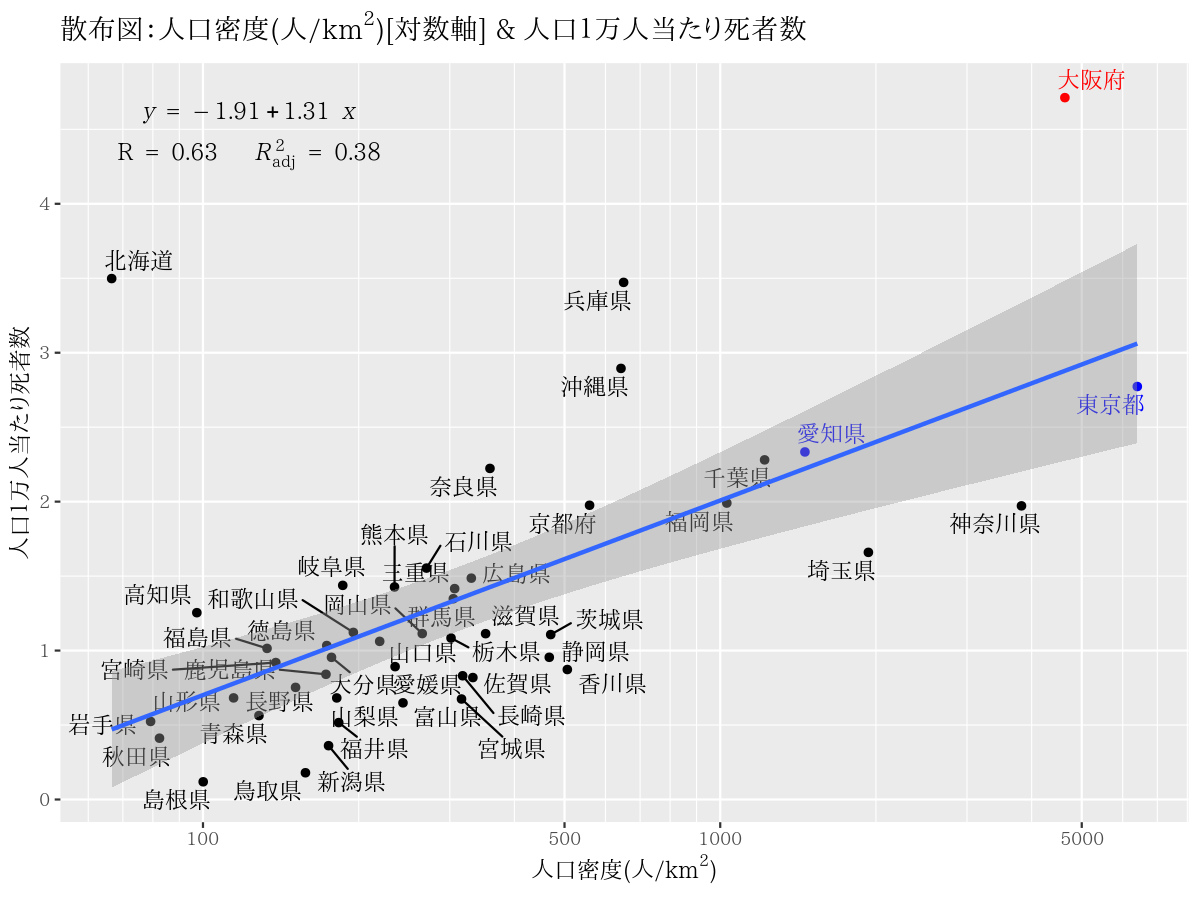 散布図：人口密度(人/km²)[対数軸] & 人口1万人当たり死者数
大阪府
y = −1.91 + 1.31 x
R = 0.63 R²adj = 0.38
4
北海道
兵庫県
3
沖縄県
東京都
愛知県
千葉県
奈良県
2
京都府
福岡県
神奈川県
熊本県
石川県
埼玉県
岐阜県
三重県
広島県
高知県
和歌山県
岡山県
群馬県
滋賀県
茨城県
福島県
徳島県
1
山口県
栃木県
静岡県
宮崎県
鹿児島県
大分県
愛媛県
佐賀県
香川県
山形県
長野県
岩手県
山梨県
富山県
長崎県
青森県
福井県
宮城県
秋田県
新潟県
鳥取県
島根県
0
100
500
1000
5000
人口密度(人/km²)
人口1万人当たり死者数